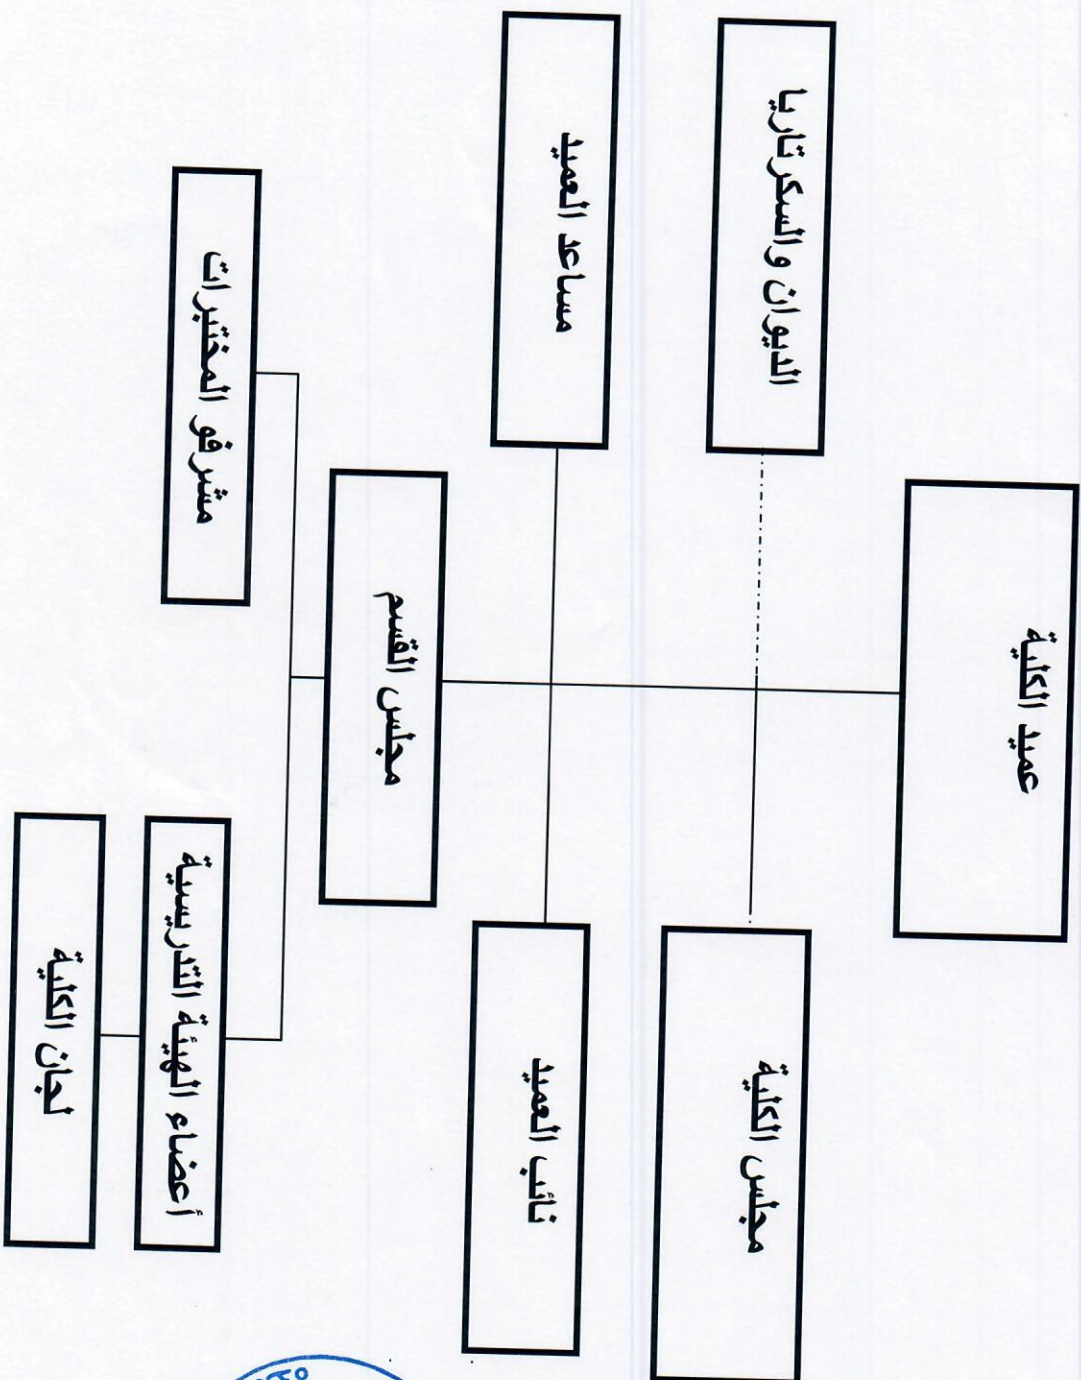 عميد الكلية
مجلس الكلية
الديوان والسكرتاريا
نائب العميد
مساعد العميد
مجلس القسم
أعضاء الهيئة التدريسية
مشرفو المختبرات
لجان الكلية